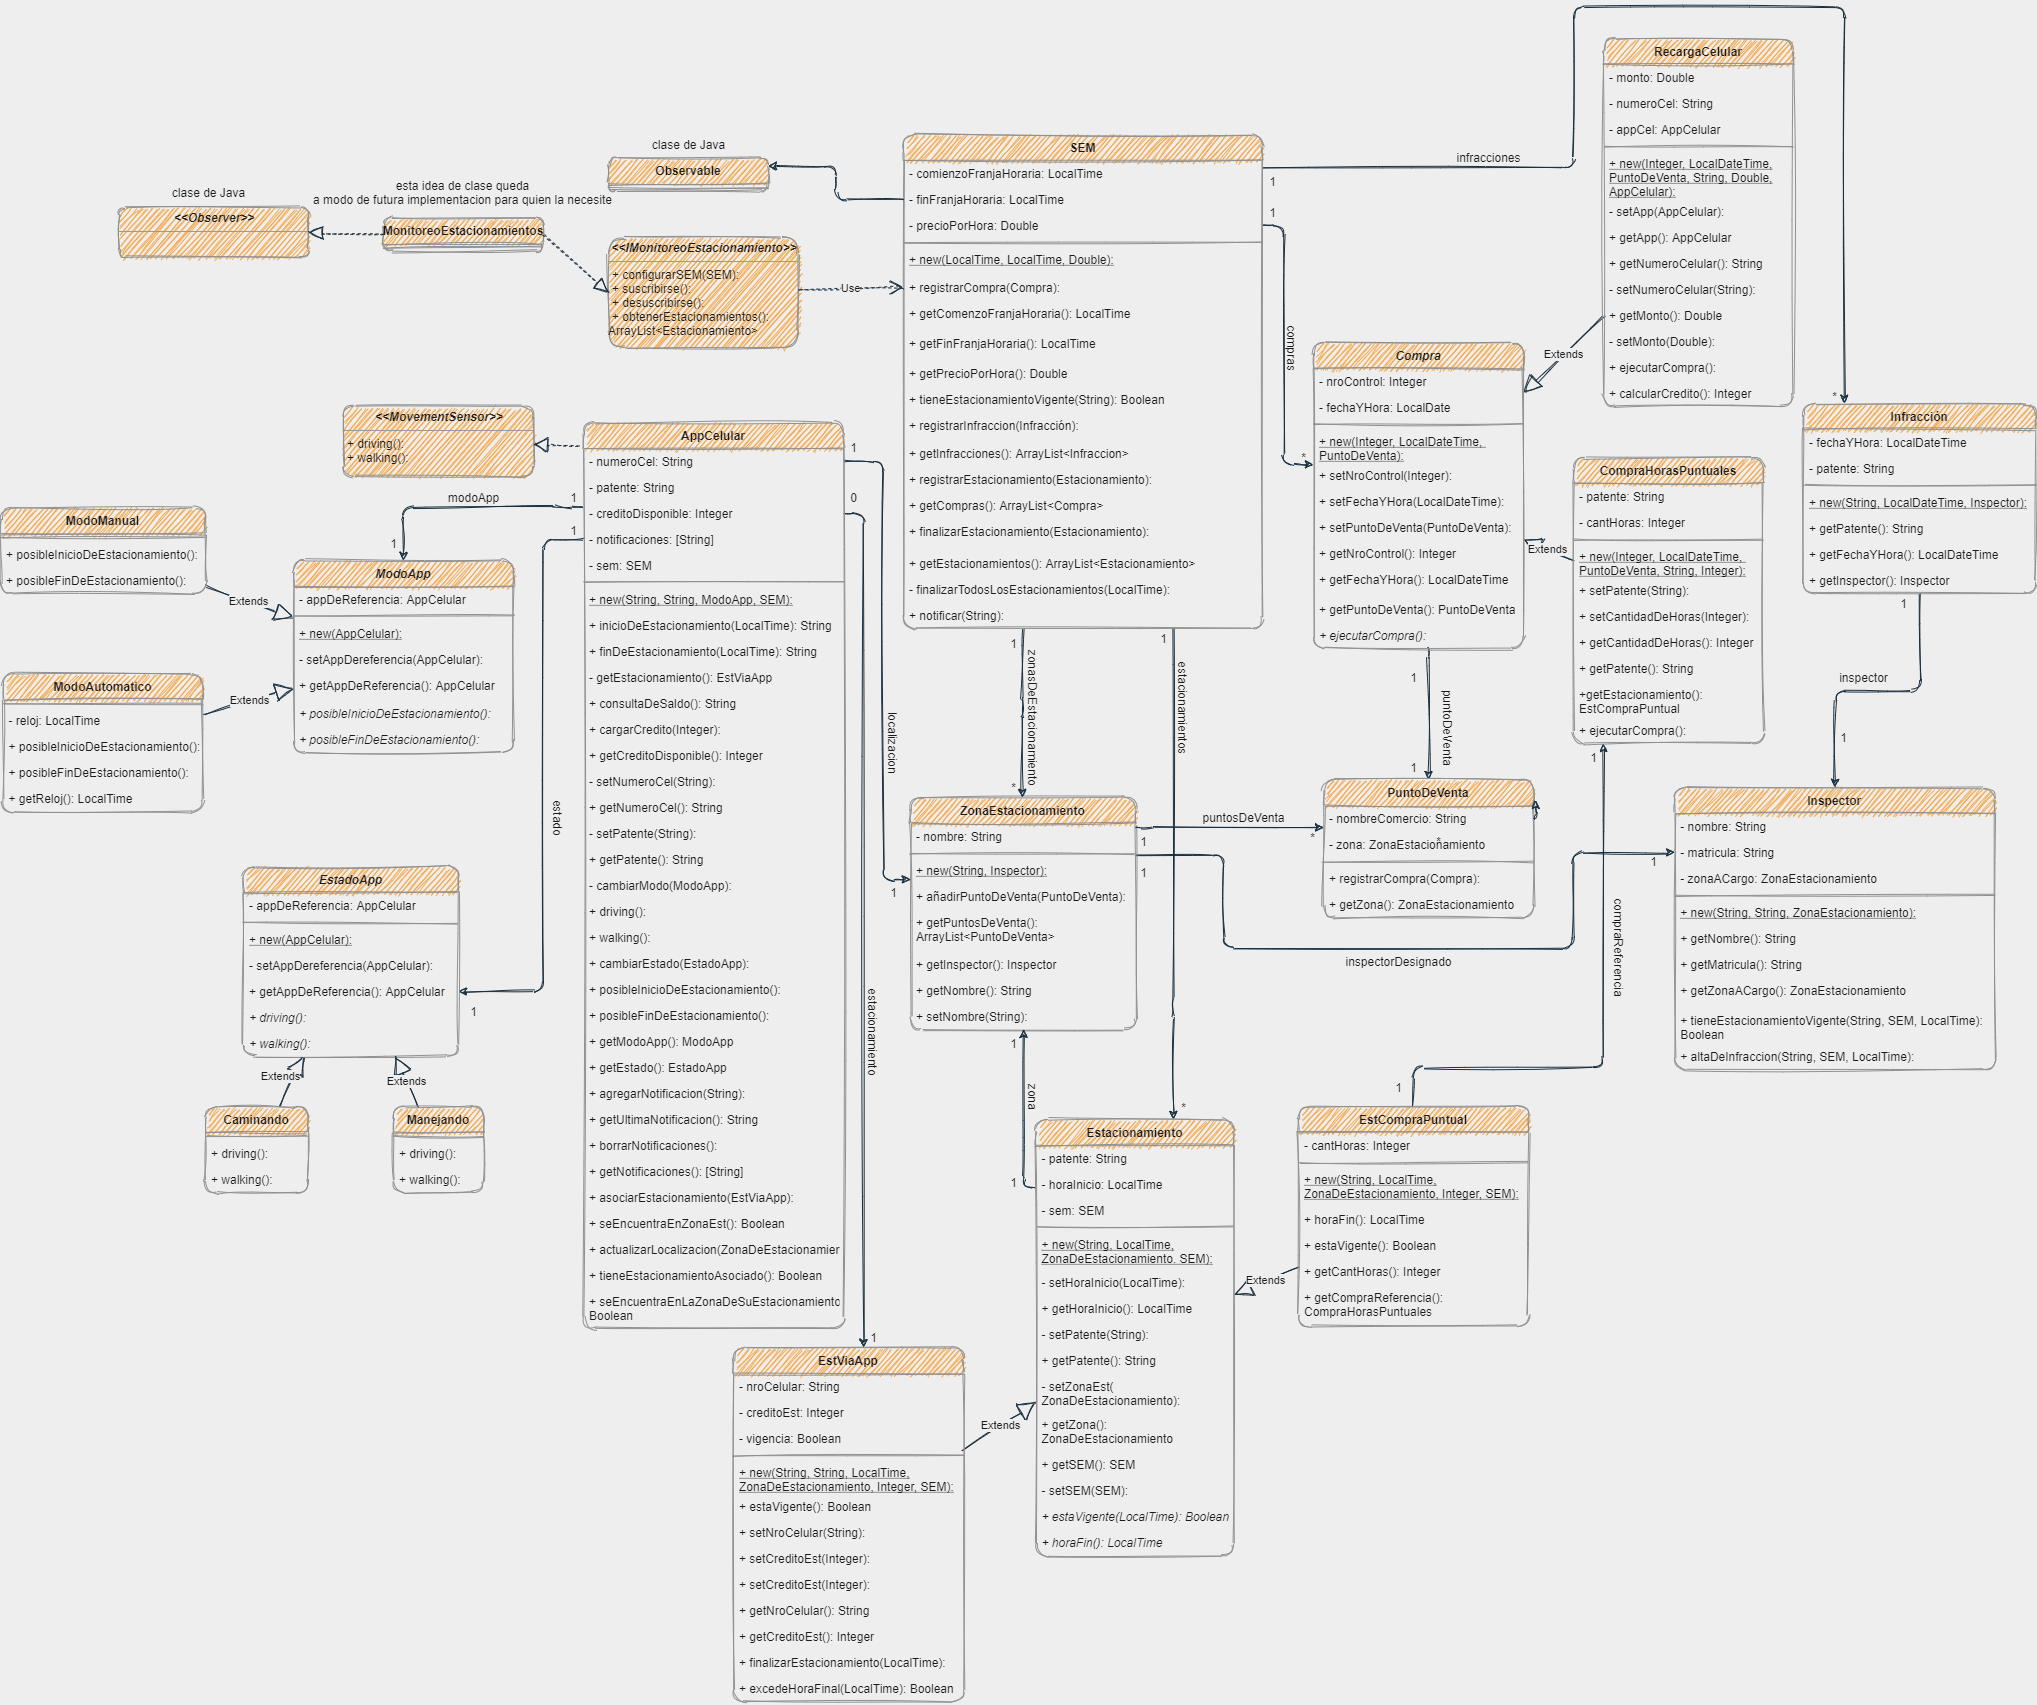 clase de Java
<<Observer>>
esta idea de clase queda
a modo de futura implementacion para quien la necesite
MonitoreoEstacionamientos
clase de Java
Observable
<<IMonitoreoEstacionamiento>>
+ configurarSEM(SEM):
+ suscribirse():
+ desuscribirse():
+ obtenerEstacionamientos():
ArrayList<Estacionamiento>
Use
SEM
- comienzoFranjaHoraria: LocalTime
- finFranjaHoraria: LocalTime
- precioPorHora: Double
+ new(LocalTime, LocalTime, Double):
+ registrarCompra(Compra):
+ getComenzoFranjaHoraria(): LocalTime
+ getFinFranjaHoraria(): LocalTime
+ getPrecioPorHora(): Double
+ tieneEstacionamientoVigente(String): Boolean
+ registrarInfraccion(Infracción):
+ getInfracciones(): ArrayList<Infraccion>
+ registrarEstacionamiento(Estacionamiento):
+ getCompras(): ArrayList<Compra>
+ finalizarEstacionamiento(Estacionamiento):
+ getEstacionamientos(): ArrayList<Estacionamiento>
- finalizarTodosLosEstacionamientos(LocalTime):
+ notificar(String):
infracciones
1
*
1
compras
*
RecargaCelular
- monto: Double
- numeroCel: String
- appCel: AppCelular
+ new(Integer, LocalDateTime,
PuntoDeVenta, String, Double,
AppCelular):
- setApp(AppCelular):
+ getApp(): AppCelular
+ getNumeroCelular(): String
- setNumeroCelular(String):
+ getMonto(): Double
- setMonto(Double):
+ ejecutarCompra():
+ calcularCredito(): Integer
Extends
Compra
- nroControl: Integer
- fechaYHora: LocalDate
+ new(Integer, LocalDateTime,
PuntoDeVenta):
+ setNroControl(Integer):
+ setFechaYHora(LocalDateTime):
+ setPuntoDeVenta(PuntoDeVenta):
+ getNroControl(): Integer
+ getFechaYHora(): LocalDateTime
+ getPuntoDeVenta(): PuntoDeVenta
+ ejecutarCompra():
Extends
CompraHorasPuntuales
- patente: String
- cantHoras: Integer
+ new(Integer, LocalDateTime,
PuntoDeVenta, String, Integer):
+ setPatente(String):
+ setCantidadDeHoras(Integer):
+ getCantidadDeHoras(): Integer
+ getPatente(): String
+getEstacionamiento():
EstCompraPuntual
+ ejecutarCompra():
1
Infracción
- fechaYHora: LocalDateTime
- patente: String
+ new(String, LocalDateTime, Inspector):
+ getPatente(): String
+ getFechaYHora(): LocalDateTime
+ getInspector(): Inspector
1
inspector
1
<<MovementSensor>>
+ driving():
+ walking():
AppCelular
- numeroCel: String
- patente: String
- creditoDisponible: Integer
- notificaciones: [String]
- sem: SEM
+ new(String, String, ModoApp, SEM):
+ inicioDeEstacionamiento(LocalTime): String
+ finDeEstacionamiento(LocalTime): String
- getEstacionamiento(): EstViaApp
+ consultaDeSaldo(): String
+ cargarCredito(Integer):
+ getCreditoDisponible(): Integer
- setNumeroCel(String):
+ getNumeroCel(): String
- setPatente(String):
+ getPatente(): String
- cambiarModo(ModoApp):
+ driving():
+ walking():
+ cambiarEstado(EstadoApp):
+ posibleInicioDeEstacionamiento():
+ posibleFinDeEstacionamiento():
+ getModoApp(): ModoApp
+ getEstado(): EstadoApp
+ agregarNotificacion(String):
+ getUltimaNotificacion(): String
+ borrarNotificaciones():
+ getNotificaciones(): [String]
+ asociarEstacionamiento(EstViaApp):
+ seEncuentraEnZonaEst(): Boolean
+ actualizarLocalizacion(ZonaDeEstacionamier
+ tieneEstacionamientoAsociado(): Boolean
+ seEncuentraEnLaZonaDeSuEstacionamiento
Boolean
1
modoApp
1
1
estado
1
1
localizacion
1
0
estacionamiento
1
ModoManual
+ posibleInicioDeEstacionamiento():
+ posibleFinDeEstacionamiento():
Extends
ModoApp
- appDeReferencia: AppCelular
+ new(AppCelular):
- setAppDereferencia(AppCelular):
+ getAppDeReferencia(): AppCelular
+ posibleInicioDeEstacionamiento():
+ posibleFinDeEstacionamiento():
ModoAutomatico
- reloj: LocalTime
+ posibleInicioDeEstacionamiento():
+ posibleFinDeEstacionamiento():
+ getReloj(): LocalTime
Extends
EstadoApp
- appDeReferencia: AppCelular
+ new(AppCelular):
- setAppDereferencia(AppCelular):
+ getAppDeReferencia(): AppCelular
+ driving():
+ walking():
Extends
Extends
Caminando
+ driving():
+ walking():
Manejando
+ driving():
+ walking():
1
zonasDeEstacionamiento
*
1
estacionamientos
*
1
puntoDeVenta
1
ZonaEstacionamiento
- nombre: String
+ new(String, Inspector):
+ añadirPuntoDeVenta(PuntoDeVenta):
+ getPuntosDeVenta():
ArrayList<PuntoDeVenta>
+ getInspector(): Inspector
+ getNombre(): String
+ setNombre(String):
puntosDeVenta
1
*
1
inspectorDesignado
1
PuntoDeVenta
- nombreComercio: String
- zona: ZonaEstacionamiento
*
+ registrarCompra(Compra):
+ getZona(): ZonaEstacionamiento
Inspector
- nombre: String
- matricula: String
- zonaACargo: ZonaEstacionamiento
+ new(String, String, ZonaEstacionamiento):
+ getNombre(): String
+ getMatricula(): String
+ getZonaACargo(): ZonaEstacionamiento
+ tieneEstacionamientoVigente(String, SEM, LocalTime):
Boolean
+ altaDeInfraccion(String, SEM, LocalTime):
compraReferencia
1
1
zona
1
Estacionamiento
- patente: String
- horaInicio: LocalTime
- sem: SEM
+ new(String, LocalTime,
ZonaDeEstacionamiento, SEM):
- setHoraInicio(LocalTime):
+ getHoraInicio(): LocalTime
- setPatente(String):
+ getPatente(): String
- setZonaEst(
ZonaDeEstacionamiento):
+ getZona():
ZonaDeEstacionamiento
+ getSEM(): SEM
- setSEM(SEM):
+ estaVigente(LocalTime): Boolean
+ horaFin(): LocalTime
Extends
EstCompraPuntual
- cantHoras: Integer
+ new(String, LocalTime,
ZonaDeEstacionamiento, Integer, SEM):
+ horaFin(): LocalTime
+ estaVigente(): Boolean
+ getCantHoras(): Integer
+ getCompraReferencia():
CompraHorasPuntuales
EstViaApp
- nroCelular: String
- creditoEst: Integer
- vigencia: Boolean
+ new(String, String, LocalTime,
ZonaDeEstacionamiento, Integer, SEM):
+ estaVigente(): Boolean
+ setNroCelular(String):
+ setCreditoEst(Integer):
+ setCreditoEst(Integer):
+ getNroCelular(): String
+ getCreditoEst(): Integer
+ finalizarEstacionamiento(LocalTime):
+ excedeHoraFinal(LocalTime): Boolean
Extends